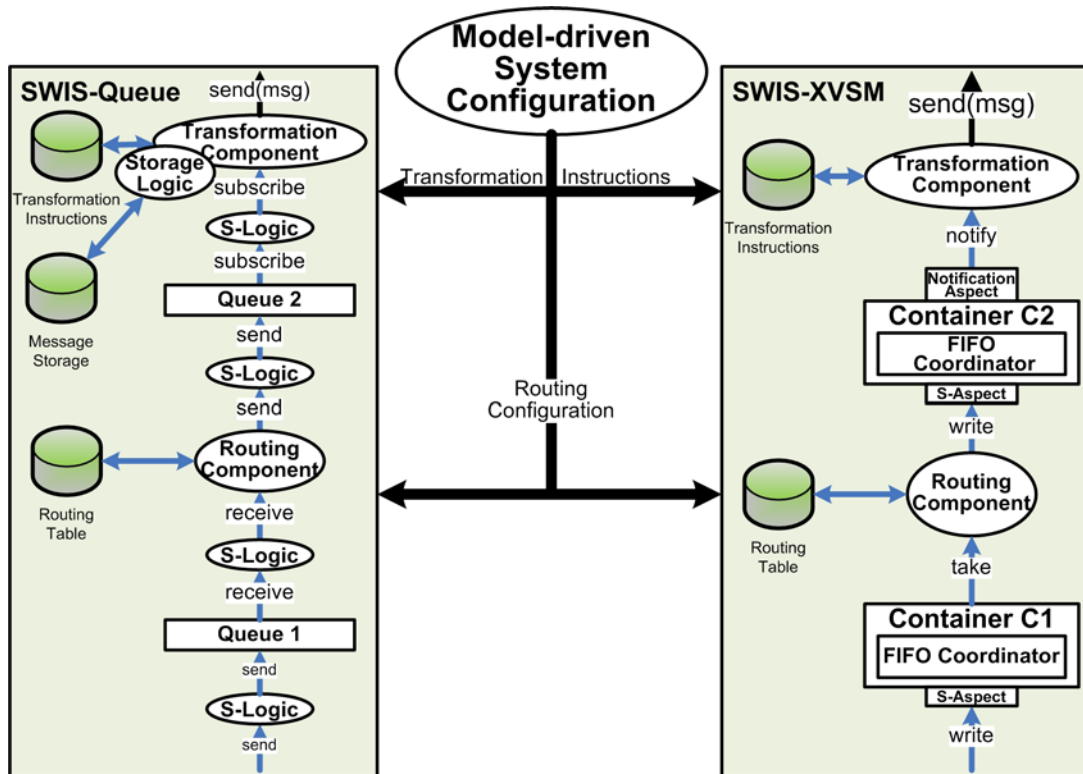 Model-driven
System
Configuration
SWIS-Queue
send(msg)
Transformation
Component
Storage
Logic
Transformation
Instructions
subscribe
S-Logic
subscribe
Queue 2
Message
Storage
send
S-Logic
send
Routing
Component
Routing
Table
receive
S-Logic
receive
Queue 1
send
S-Logic
send
Transformation Instructions
Routing
Configuration
SWIS-XVSM
send(msg)
Transformation
Component
Transformation
Instructions
notify
Notification
Aspect
Container C2
FIFO
Coordinator
S-Aspect
write
Routing
Component
Routing
Table
take
Container C1
FIFO Coordinator
S-Aspect
write